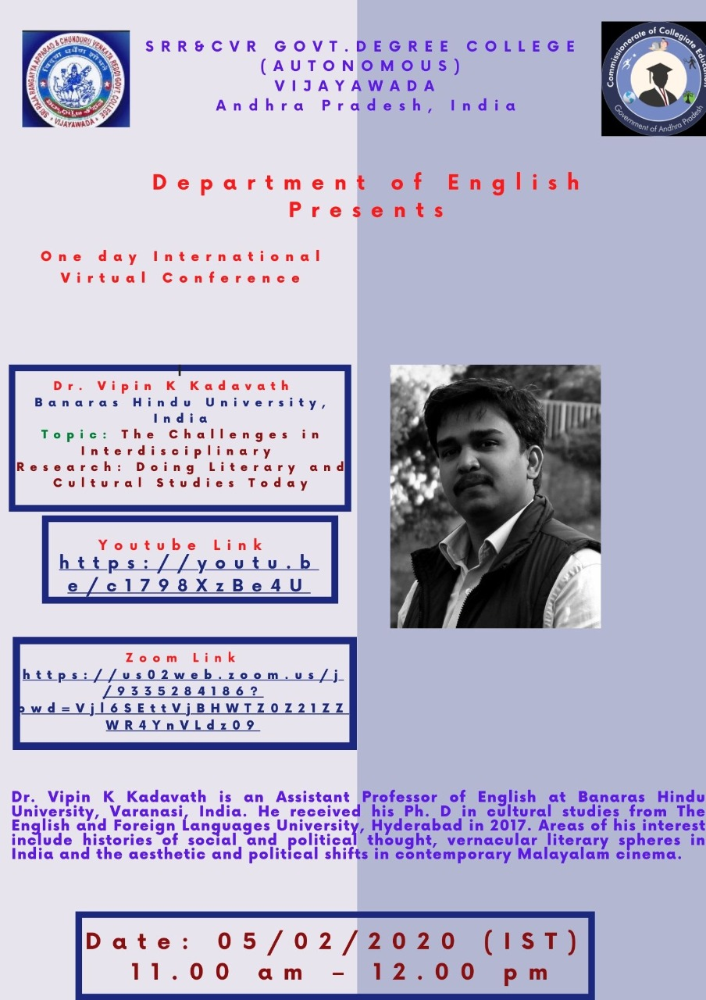 SRR&CVR GOVT.DEGREE COLLEGE
(AUTONOMOUS)
VIJAYAWADA
Andhra Pradesh, India
SRI RAJA RANGAYYA APPARAO & CHUNDURU VENKATA REDDI GOVT. COLLEGE
* VIJAYAWADA *
Commissionerate of Collegiate Education
Government of Andhra Pradesh
Department of English
Presents
One day International
Virtual Conference
Dr. Vipin K Kadavath
Banaras Hindu University,
India
Topic: The Challenges in
Interdisciplinary
Research: Doing Literary and
Cultural Studies Today
Youtube Link
https://youtu.b
e/c1798XzBe4U
Zoom Link
https://us02web.zoom.us/j
/9335284186?
pwd=Vjl6SEttVjBHWTZ0Z21ZZ
WR4YnVLdz09
Dr. Vipin K Kadavath is an Assistant Professor of English at Banaras Hindu
University, Varanasi, India. He received his Ph. D in cultural studies from The
English and Foreign Languages University, Hyderabad in 2017. Areas of his interest
include histories of social and political thought, vernacular literary spheres in
India and the aesthetic and political shifts in contemporary Malayalam cinema.
Date: 05/02/2020 (IST)
11.00 am – 12.00 pm